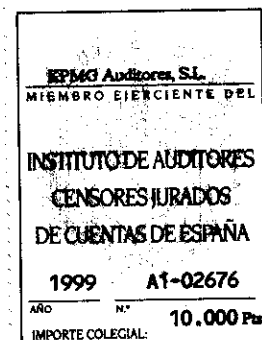 KPMG Auditores, S.L.
MIEMBRO EJERCIENTE DEL
INSTITUTO DE AUDITORES
CENSORES JURADOS
DE CUENTAS DE ESPAÑA
1999 A1-02676
AÑO N.º
10.000 Pts
IMPORTE COLEGIAL: